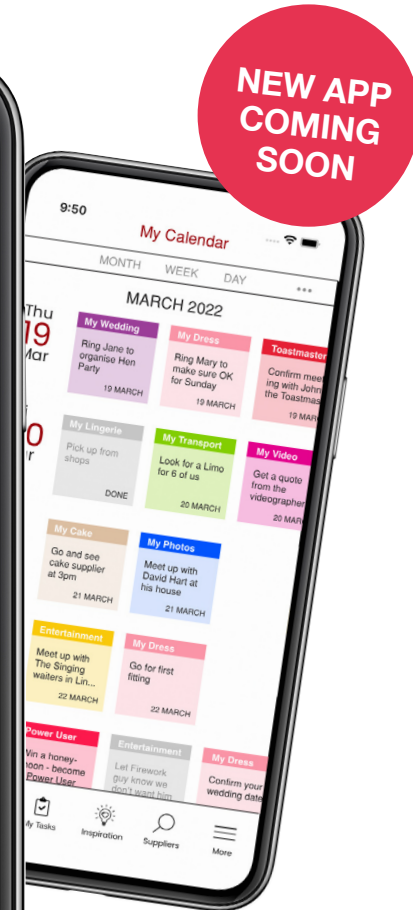 NEW APP
COMING
SOON
9:50
My Calendar
MONTH WEEK DAY
MARCH 2022
Thu
19
Mar
My Wedding
Ring Jane to
organise Hen
Party
19 MARCH
My Dress
Ring Mary to
make sure OK
for Sunday
19 MARCH
Toastmaster
Confirm mee
ing with John
the Toastmas
19 MAR
My Lingerie
Pick up from
shops
DONE
My Transport
Look for a Limo
for 6 of us
20 MARCH
My Video
Get a quote
from the
videographer
20 MAR
My Cake
Go and see
cake supplier
at 3pm
21 MARCH
My Photos
Meet up with
David Hart at
his house
21 MARCH
Entertainment
Meet up with
The Singing
waiters in Lin...
22 MARCH
My Dress
Go for first
fitting
22 MARCH
Power User
Win a honey-
moon - become
Power User
Entertainment
Let Firework
guy know we
don't want him
My Dress
Confirm your
wedding date
My Tasks
Inspiration
Suppliers
More